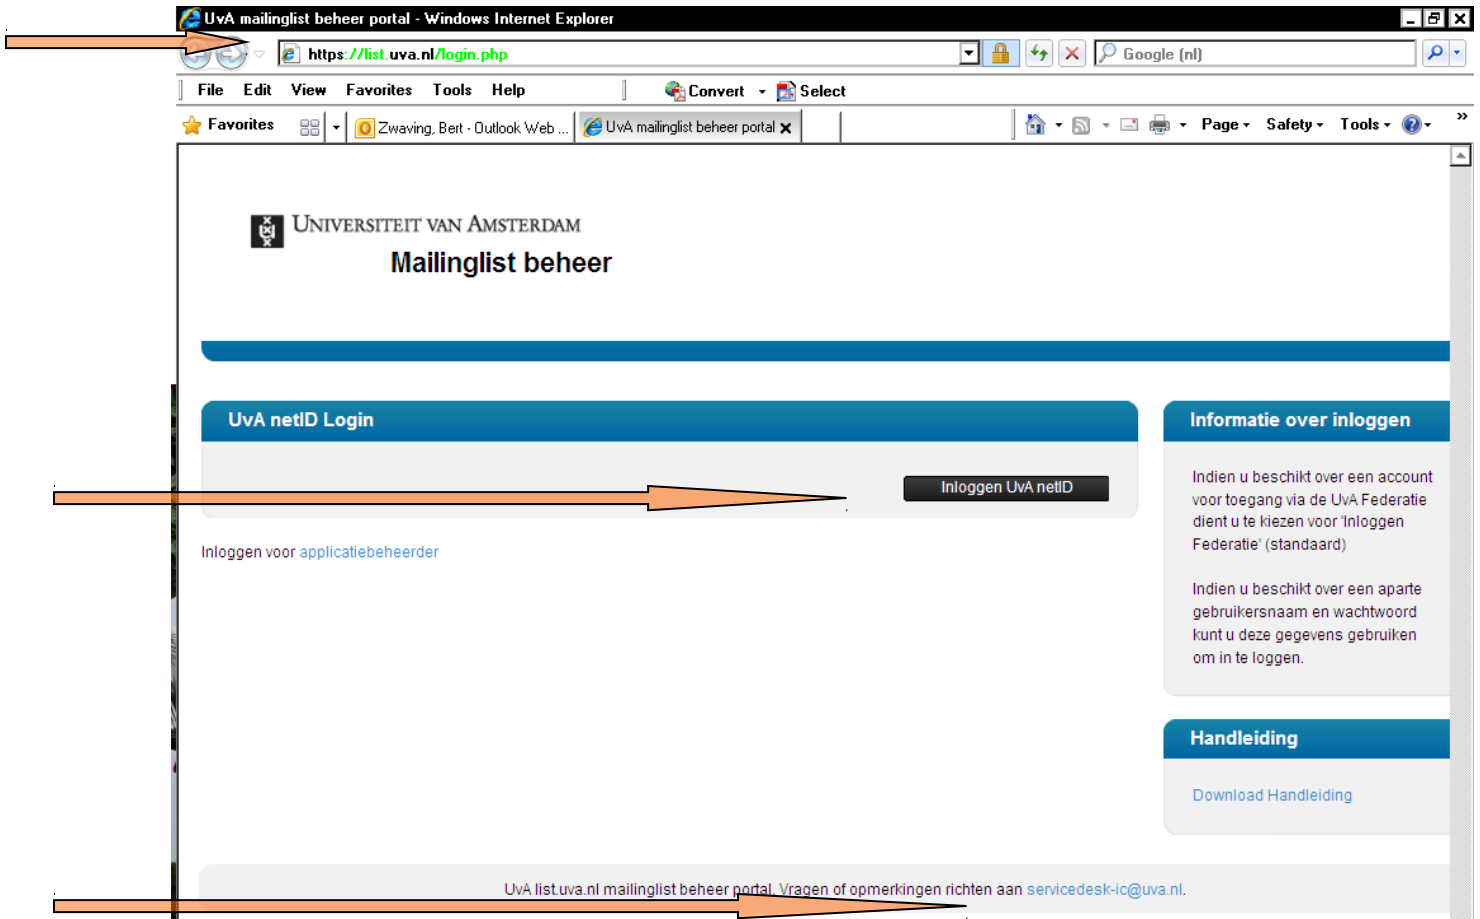 UvA mailinglist beheer portal - Windows Internet Explorer
https://list.uva.nl/login.php
Google (nl)
File Edit View Favorites Tools Help Convert Select
Favorites Zwaving, Bert - Outlook Web ... UvA mailinglist beheer portal Page Safety Tools »
UNIVERSITEIT VAN AMSTERDAM
Mailinglist beheer
UvA netID Login
Inloggen UvA netID
Inloggen voor applicatiebeheerder
Informatie over inloggen
Indien u beschikt over een account
voor toegang via de UvA Federatie
dient u te kiezen voor 'Inloggen
Federatie' (standaard)
Indien u beschikt over een aparte
gebruikersnaam en wachtwoord
kunt u deze gegevens gebruiken
om in te loggen.
Handleiding
Download Handleiding
UvA list.uva.nl mailinglist beheer portal. Vragen of opmerkingen richten aan servicedesk-ic@uva.nl.